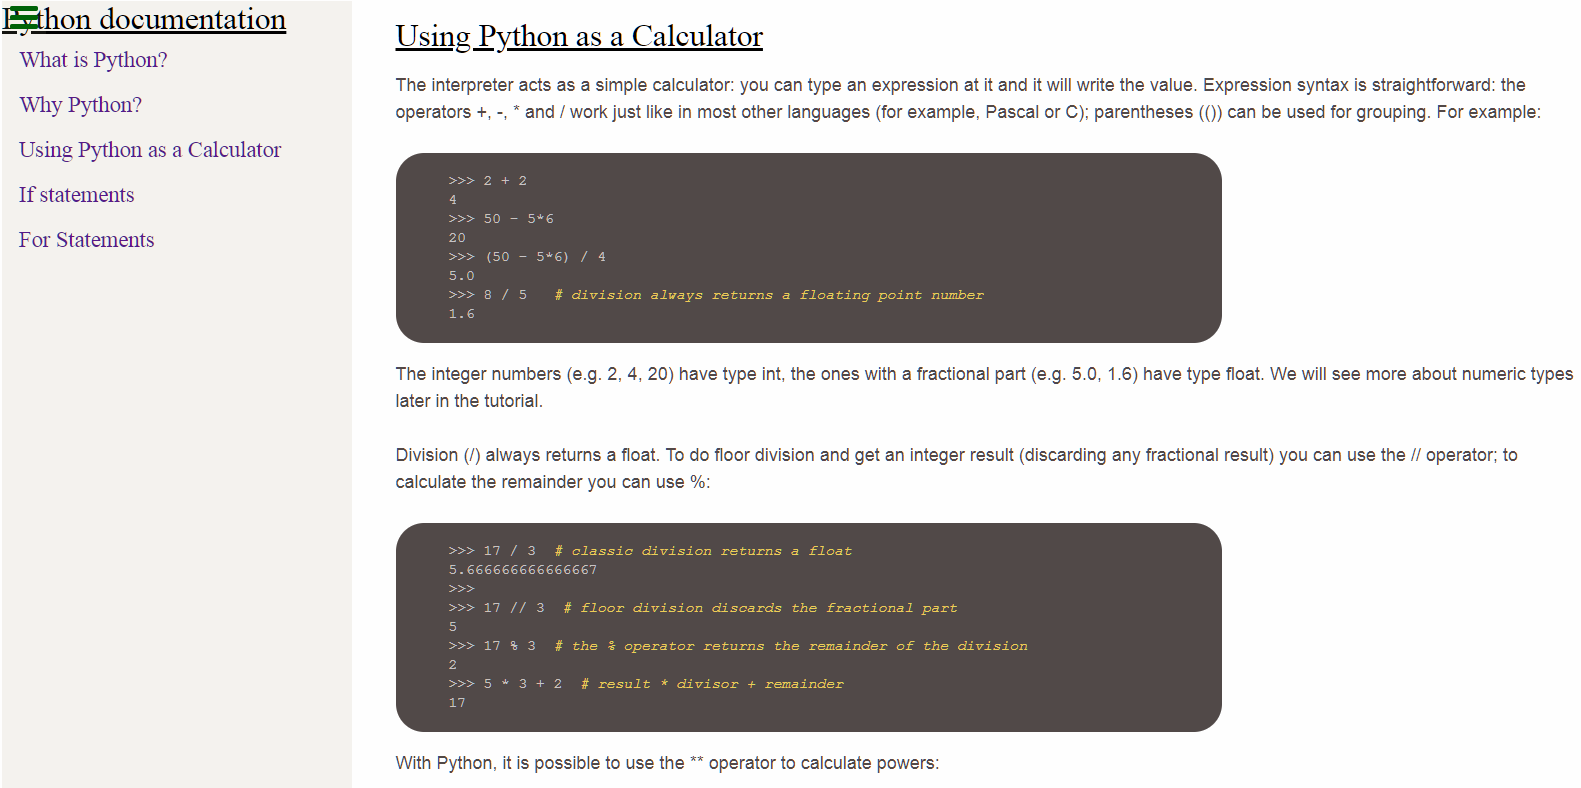 Python documentation
What is Python?
Why Python?
Using Python as a Calculator
If statements
For Statements
Using Python as a Calculator
The interpreter acts as a simple calculator: you can type an expression at it and it will write the value. Expression syntax is straightforward: the
operators +, -, * and / work just like in most other languages (for example, Pascal or C); parentheses (()) can be used for grouping. For example:
>>> 2 + 2
4
>>> 50 - 5*6
20
>>> (50 - 5*6) / 4
5.0
>>> 8 / 5   # division always returns a floating point number
1.6
The integer numbers (e.g. 2, 4, 20) have type int, the ones with a fractional part (e.g. 5.0, 1.6) have type float. We will see more about numeric types
later in the tutorial.
Division (/) always returns a float. To do floor division and get an integer result (discarding any fractional result) you can use the // operator; to
calculate the remainder you can use %:
>>> 17 / 3  # classic division returns a float
5.666666666666667
>>>
>>> 17 // 3  # floor division discards the fractional part
5
>>> 17 % 3  # the % operator returns the remainder of the division
2
>>> 5 * 3 + 2  # result * divisor + remainder
17
With Python, it is possible to use the ** operator to calculate powers: